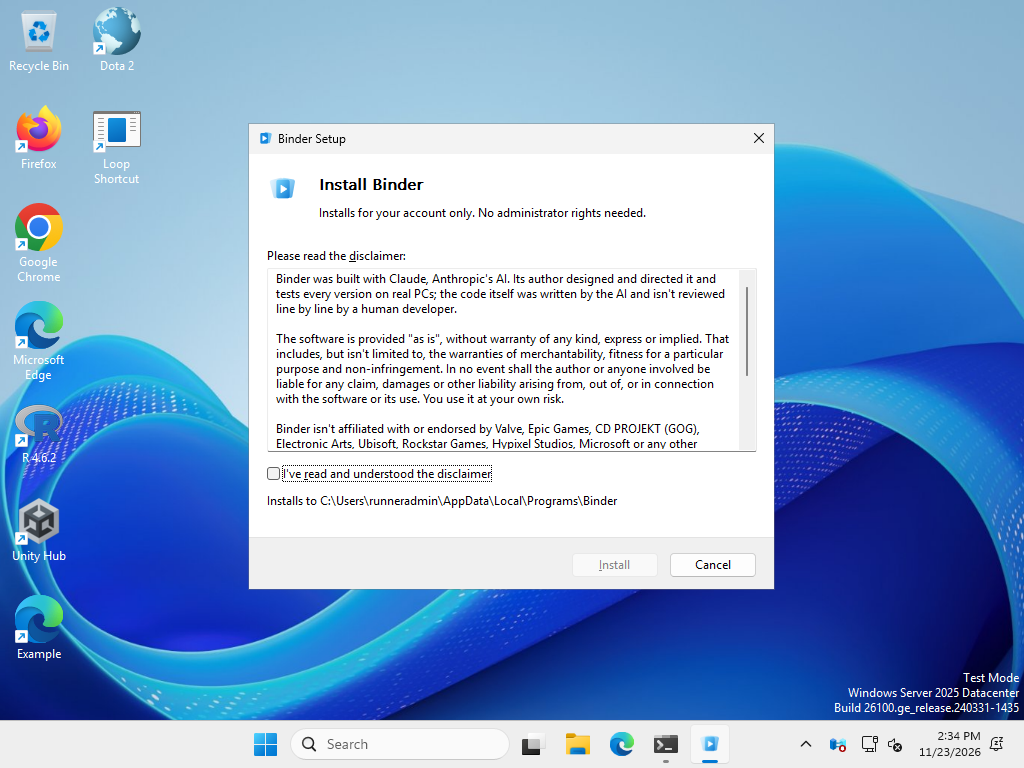 Recycle Bin
Dota 2
Firefox
Loop
Shortcut
Google
Chrome
Microsoft
Edge
R 4.6.2
Unity Hub
Example
Binder Setup
Install Binder
Installs for your account only. No administrator rights needed.
Please read the disclaimer:
Binder was built with Claude, Anthropic's AI. Its author designed and directed it and
tests every version on real PCs; the code itself was written by the AI and isn't reviewed
line by line by a human developer.
The software is provided "as is", without warranty of any kind, express or implied. That
includes, but isn't limited to, the warranties of merchantability, fitness for a particular
purpose and non-infringement. In no event shall the author or anyone involved be
liable for any claim, damages or other liability arising from, out of, or in connection
with the software or its use. You use it at your own risk.
Binder isn't affiliated with or endorsed by Valve, Epic Games, CD PROJEKT (GOG),
Electronic Arts, Ubisoft, Rockstar Games, Hypixel Studios, Microsoft or any other
I've read and understood the disclaimer
Installs to C:\Users\runneradmin\AppData\Local\Programs\Binder
Install
Cancel
Test Mode
Windows Server 2025 Datacenter
Build 26100.ge_release.240331-1435
Search
2:34 PM
11/23/2026